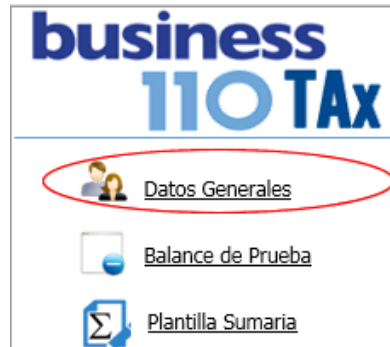 business
110 TAx
Datos Generales
Balance de Prueba
Plantilla Sumaria